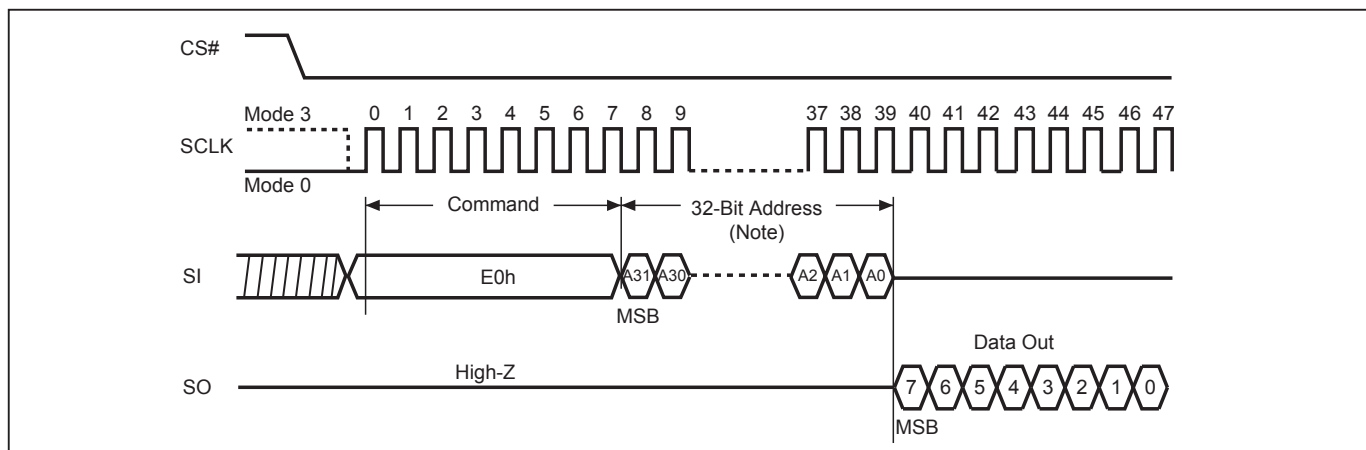 CS#
Mode 3
0 1 2 3 4 5 6 7 8 9 37 38 39 40 41 42 43 44 45 46 47
SCLK
Mode 0
Command
32-Bit Address
(Note)
SI
E0h
A31 A30 A2 A1 A0
MSB
Data Out
High-Z
SO
7 6 5 4 3 2 1 0
MSB